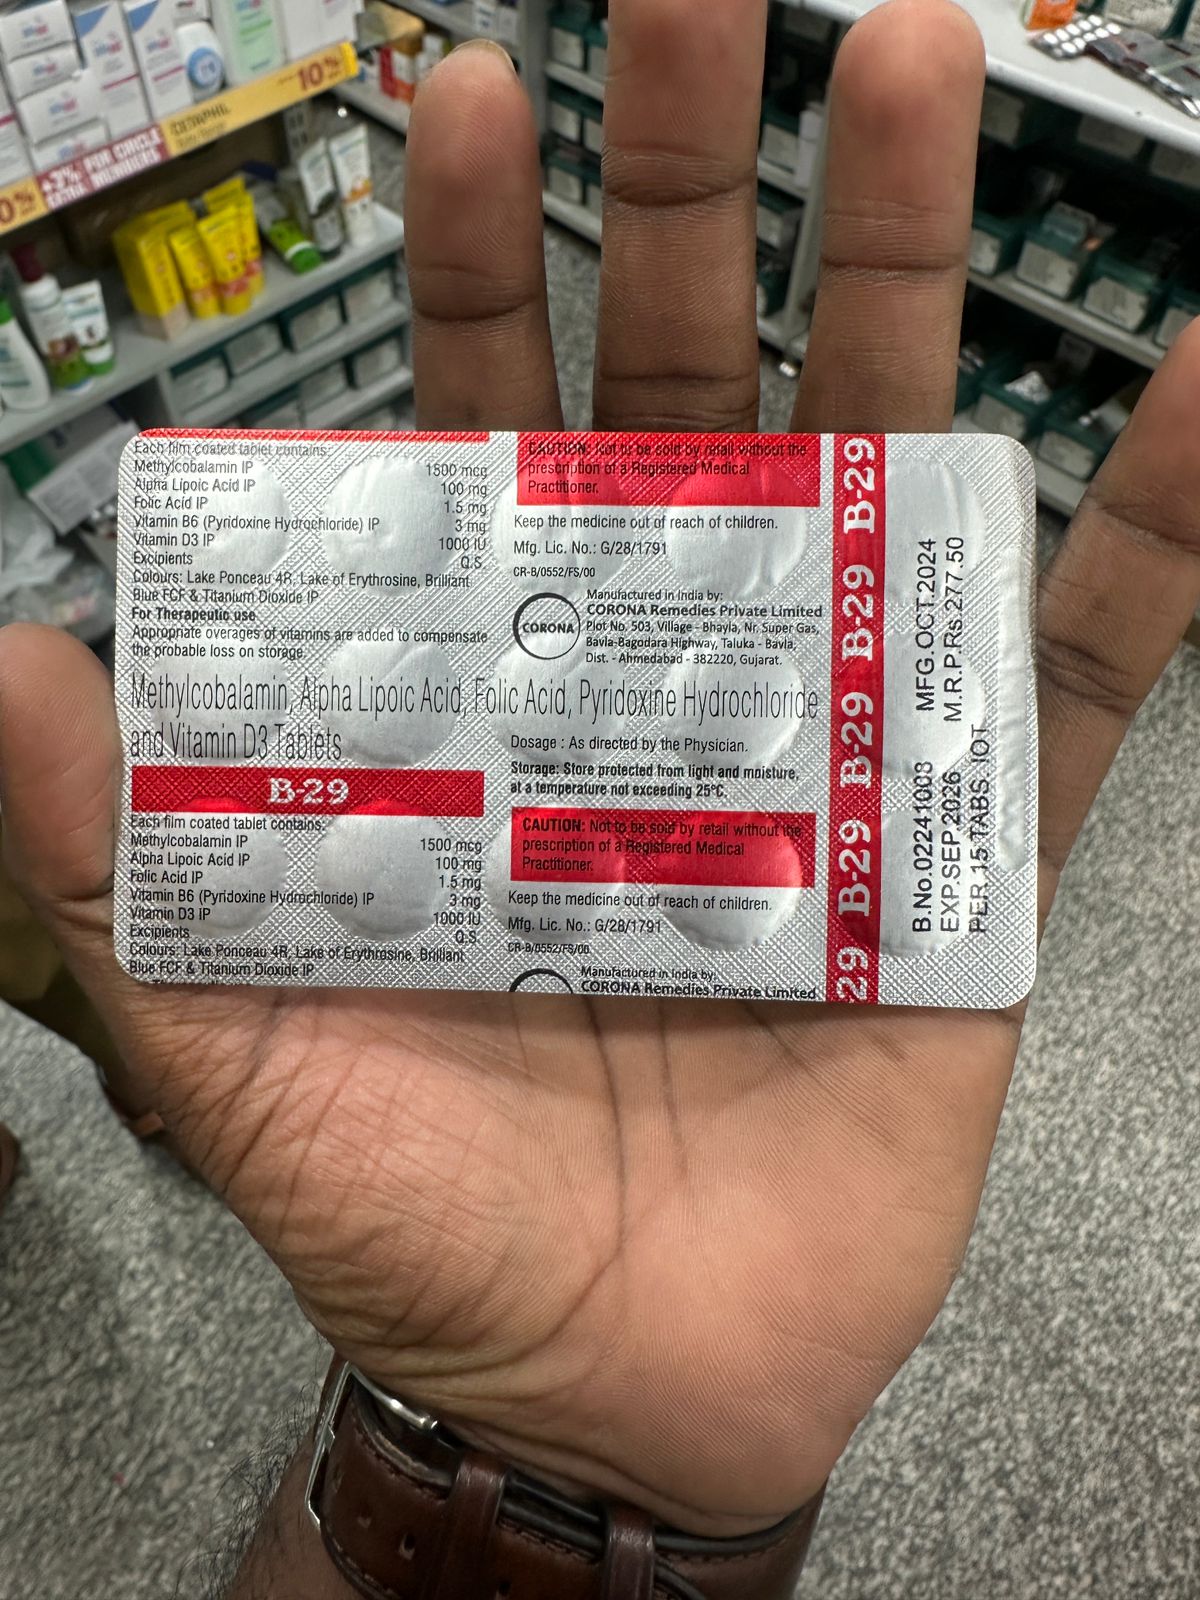 10%
CETAPHIL
+3% FOR CIRCLE
EXTRA MEMBERS
0%
Each film coated tablet contains:
Methylcobalamin IP 1500 mcg
Alpha Lipoic Acid IP 100 mg
Folic Acid IP 1.5 mg
Vitamin B6 (Pyridoxine Hydrochloride) IP 3 mg
Vitamin D3 IP 1000 IU
Excipients Q.S.
Colours: Lake Ponceau 4R, Lake of Erythrosine, Brilliant
Blue FCF & Titanium Dioxide IP
For Therapeutic use
Appropriate overages of vitamins are added to compensate
the probable loss on storage.
CAUTION: Not to be sold by retail without the
prescription of a Registered Medical
Practitioner.
Keep the medicine out of reach of children.
Mfg. Lic. No.: G/28/1791
CR-B/0552/FS/00
CORONA
Manufactured in India by:
CORONA Remedies Private Limited
Plot No. 503, Village - Bhayla, Nr. Super Gas,
Bavla-Bagodara Highway, Taluka - Bavla,
Dist. - Ahmedabad - 382220, Gujarat.
Methylcobalamin, Alpha Lipoic Acid, Folic Acid, Pyridoxine Hydrochloride
and Vitamin D3 Tablets
Dosage : As directed by the Physician.
Storage: Store protected from light and moisture,
at a temperature not exceeding 25°C.
B-29
Each film coated tablet contains:
Methylcobalamin IP 1500 mcg
Alpha Lipoic Acid IP 100 mg
Folic Acid IP 1.5 mg
Vitamin B6 (Pyridoxine Hydrochloride) IP 3 mg
Vitamin D3 IP 1000 IU
Excipients Q.S.
Colours: Lake Ponceau 4R, Lake of Erythrosine, Brilliant
Blue FCF & Titanium Dioxide IP
CAUTION: Not to be sold by retail without the
prescription of a Registered Medical
Practitioner.
Keep the medicine out of reach of children.
Mfg. Lic. No.: G/28/1791
CR-B/0552/FS/00
Manufactured in India by:
CORONA Remedies Private Limited
29 B-29 B-29 B-29 B-29
B.No.02241008 MFG.OCT.2024
EXP.SEP.2026 M.R.P.Rs.277.50
PER 15 TABS. IOT